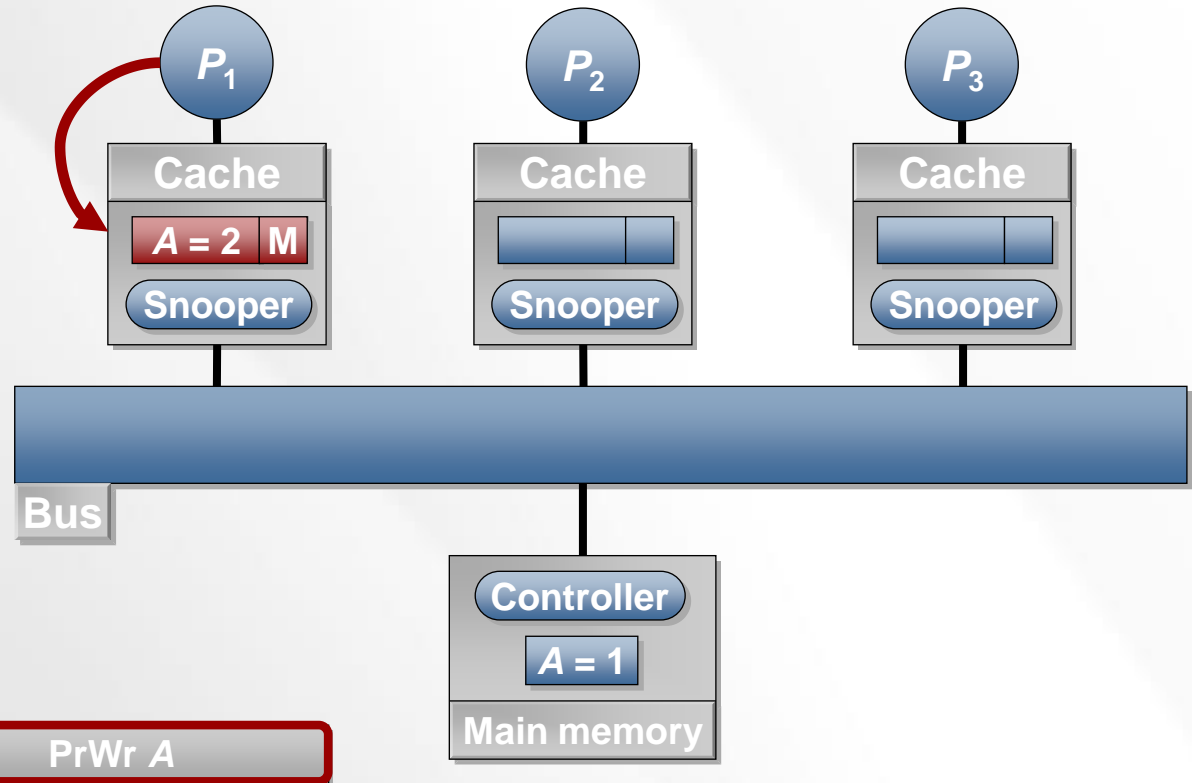 P1
P2
P3
Cache
Cache
Cache
A = 2 M
Snooper
Snooper
Snooper
Bus
Controller
A = 1
Main memory
PrWr A